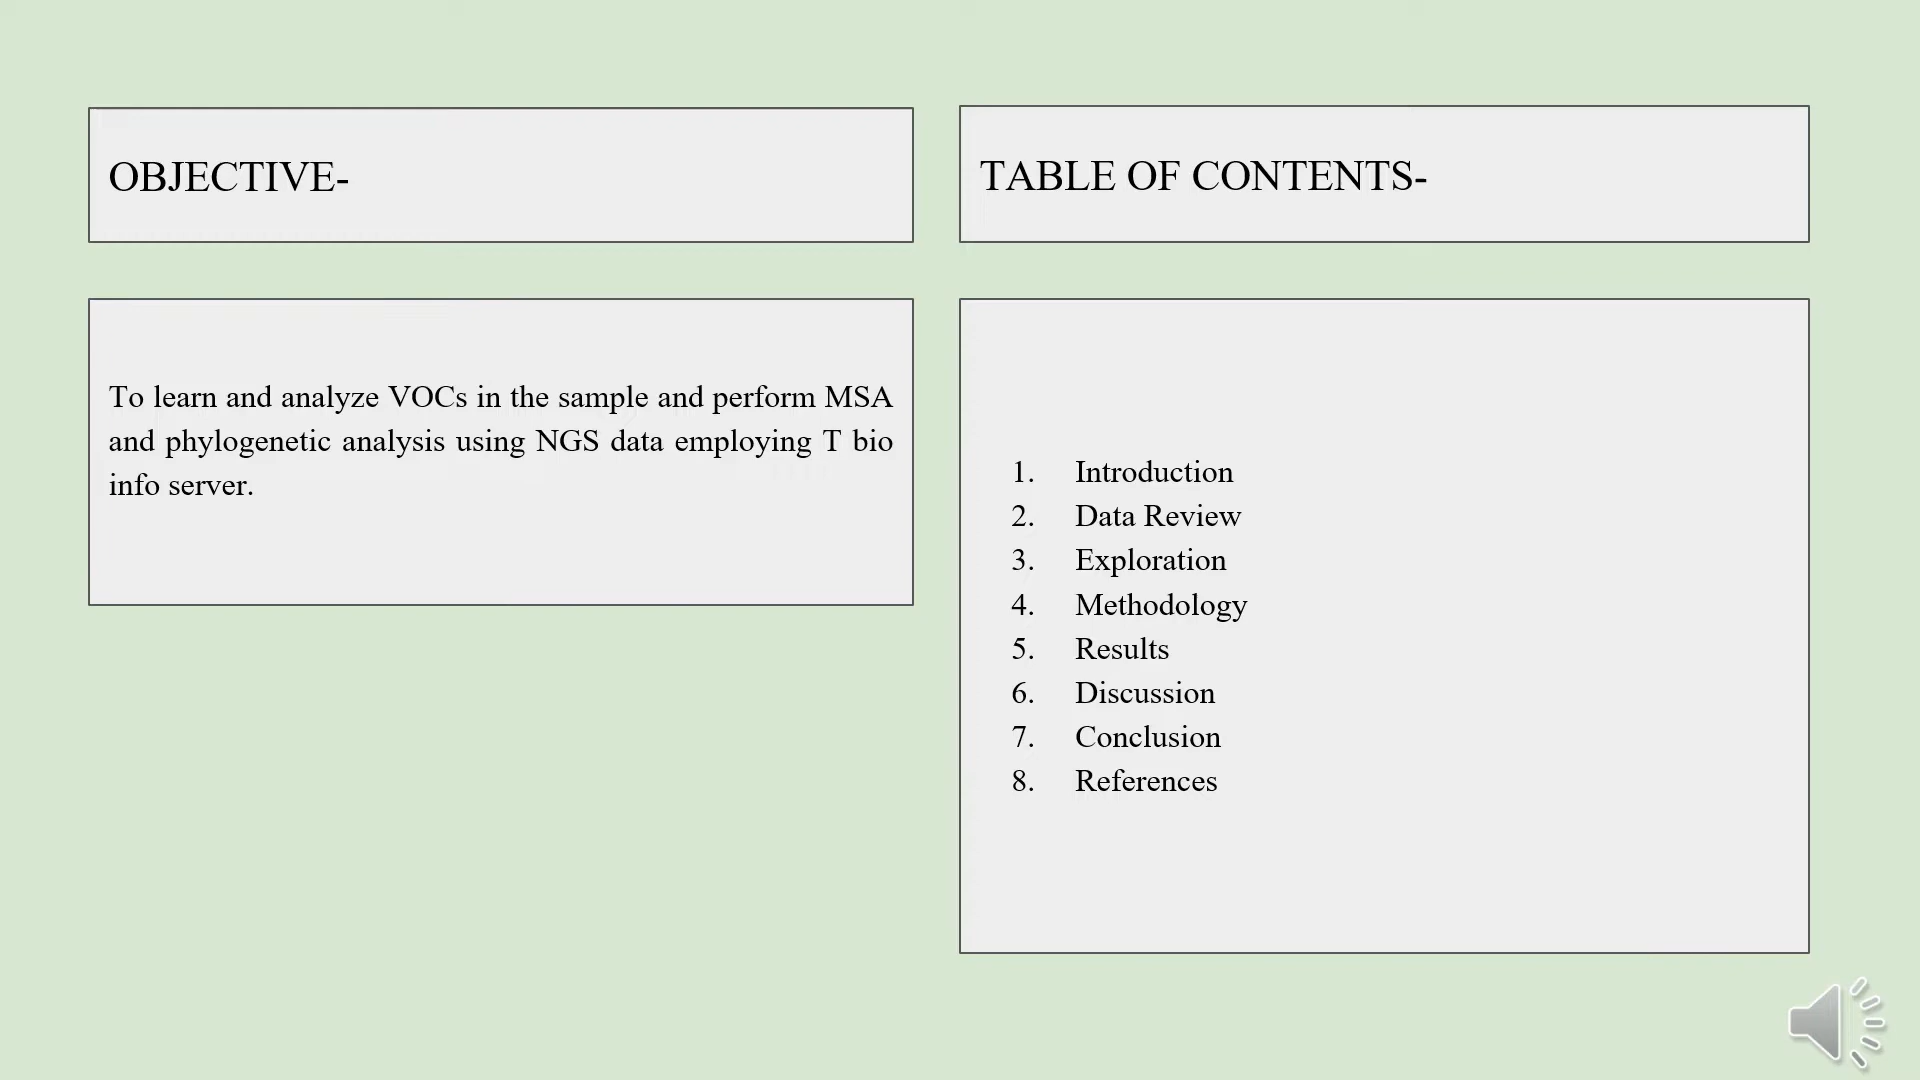 OBJECTIVE-
To learn and analyze VOCs in the sample and perform MSA
and phylogenetic analysis using NGS data employing T bio
info server.
TABLE OF CONTENTS-
1. Introduction
2. Data Review
3. Exploration
4. Methodology
5. Results
6. Discussion
7. Conclusion
8. References